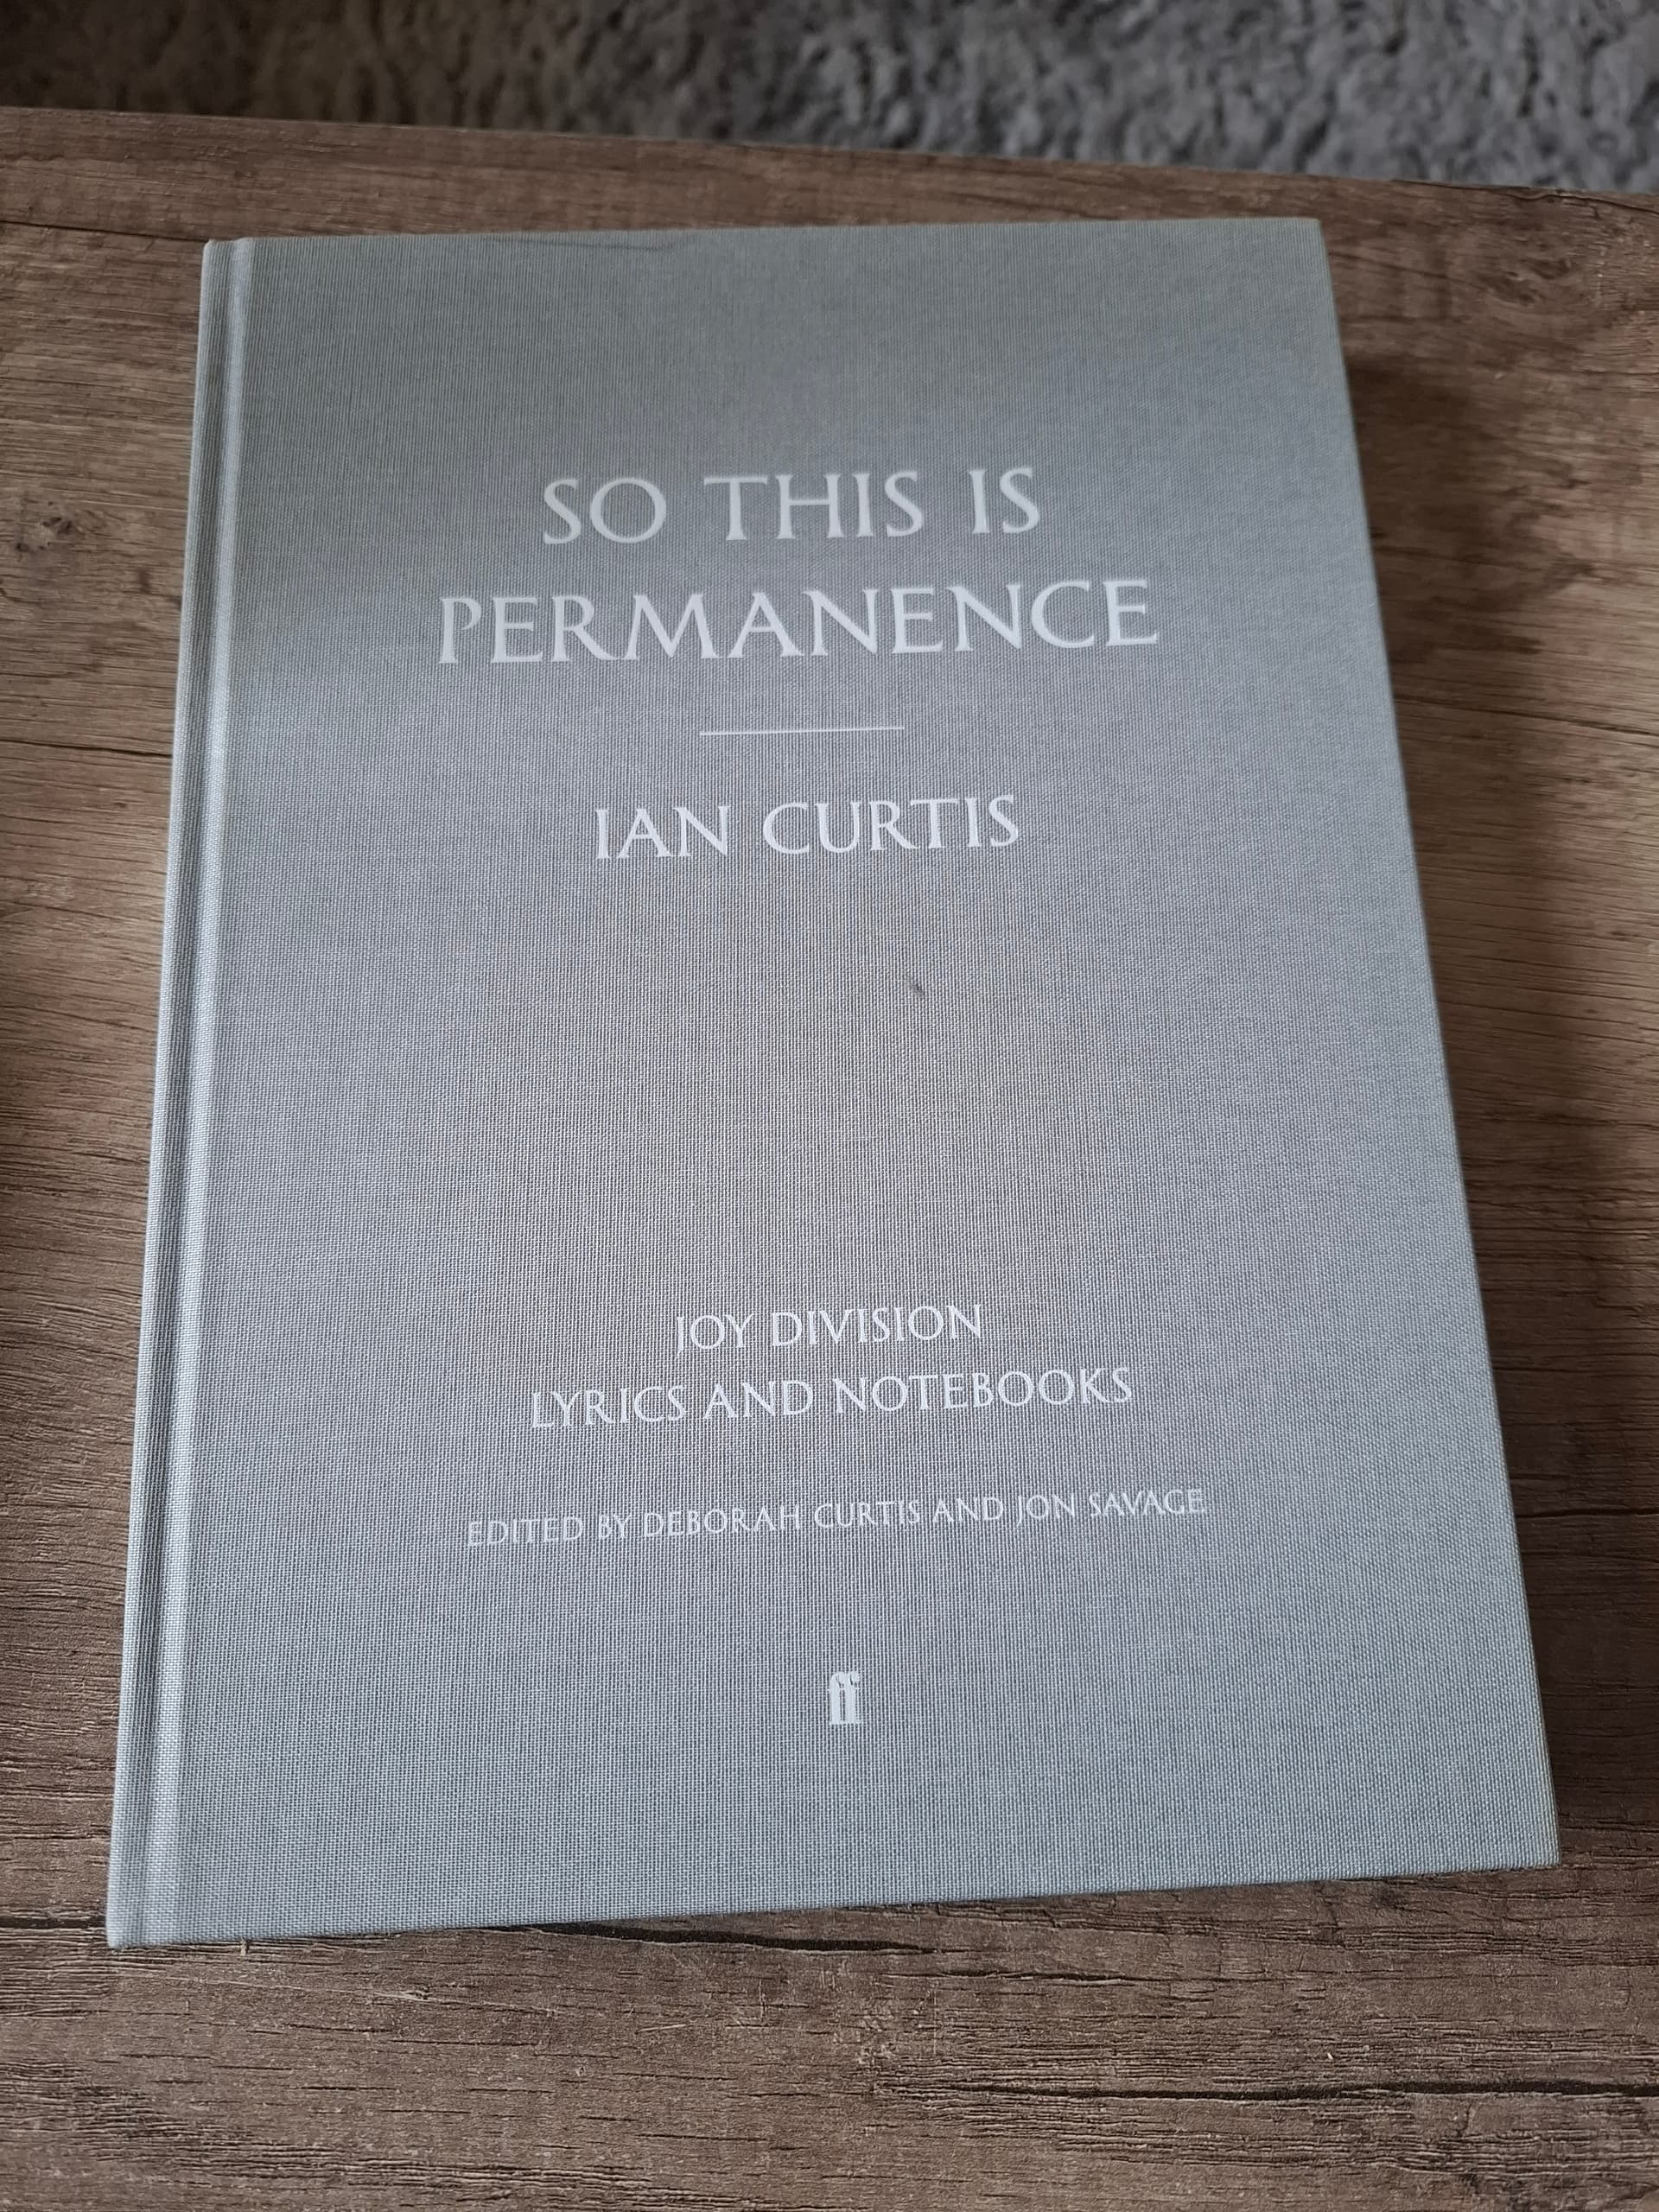 SO THIS IS
PERMANENCE
IAN CURTIS
JOY DIVISION
LYRICS AND NOTEBOOKS
EDITED BY DEBORAH CURTIS AND JON SAVAGE
ff